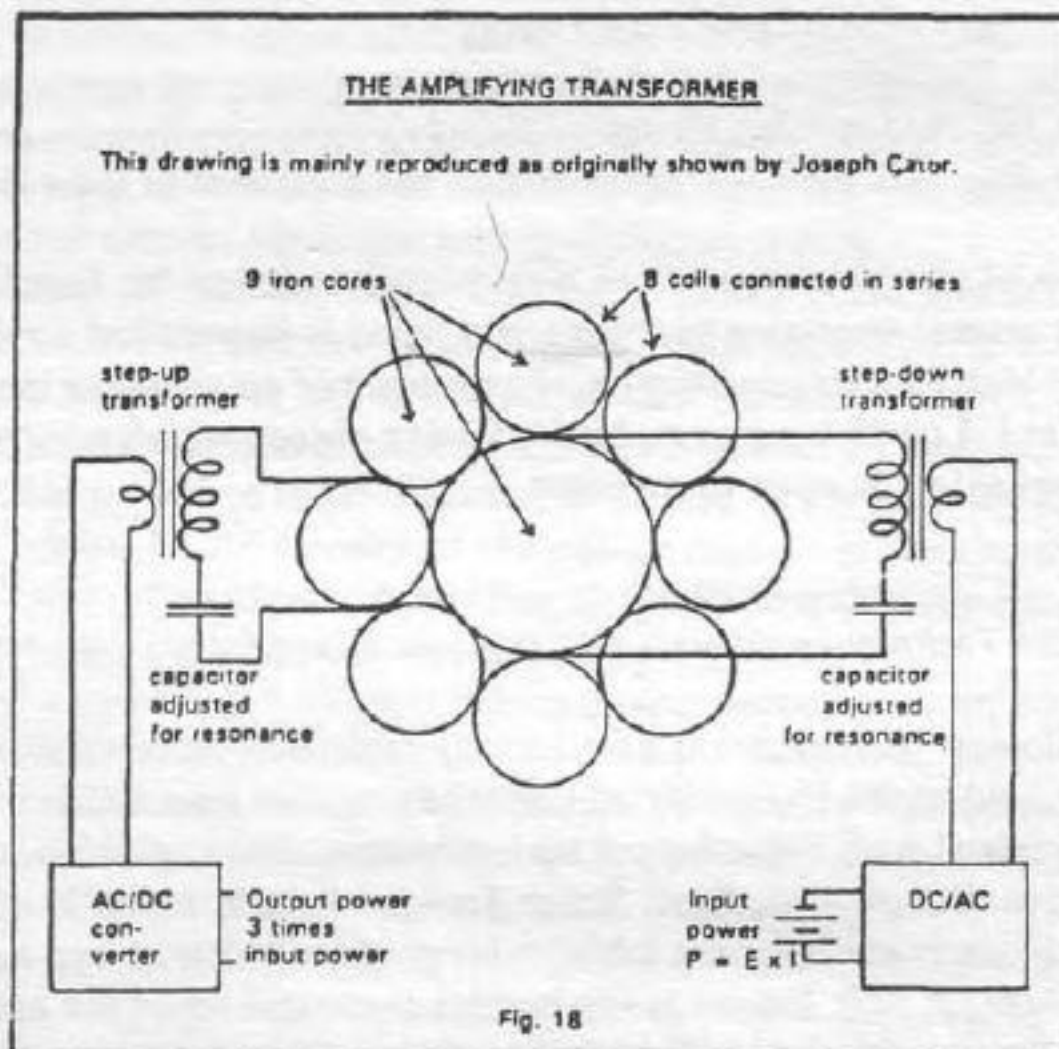 THE AMPLIFYING TRANSFORMER
This drawing is mainly reproduced as originally shown by Joseph Cator.
9 iron cores
8 coils connected in series
step-up
transformer
step-down
transformer
capacitor
adjusted
for resonance
capacitor
adjusted
for resonance
AC/DC
con-
verter
Output power
3 times
input power
Input
power
P = E x I
DC/AC
Fig. 18